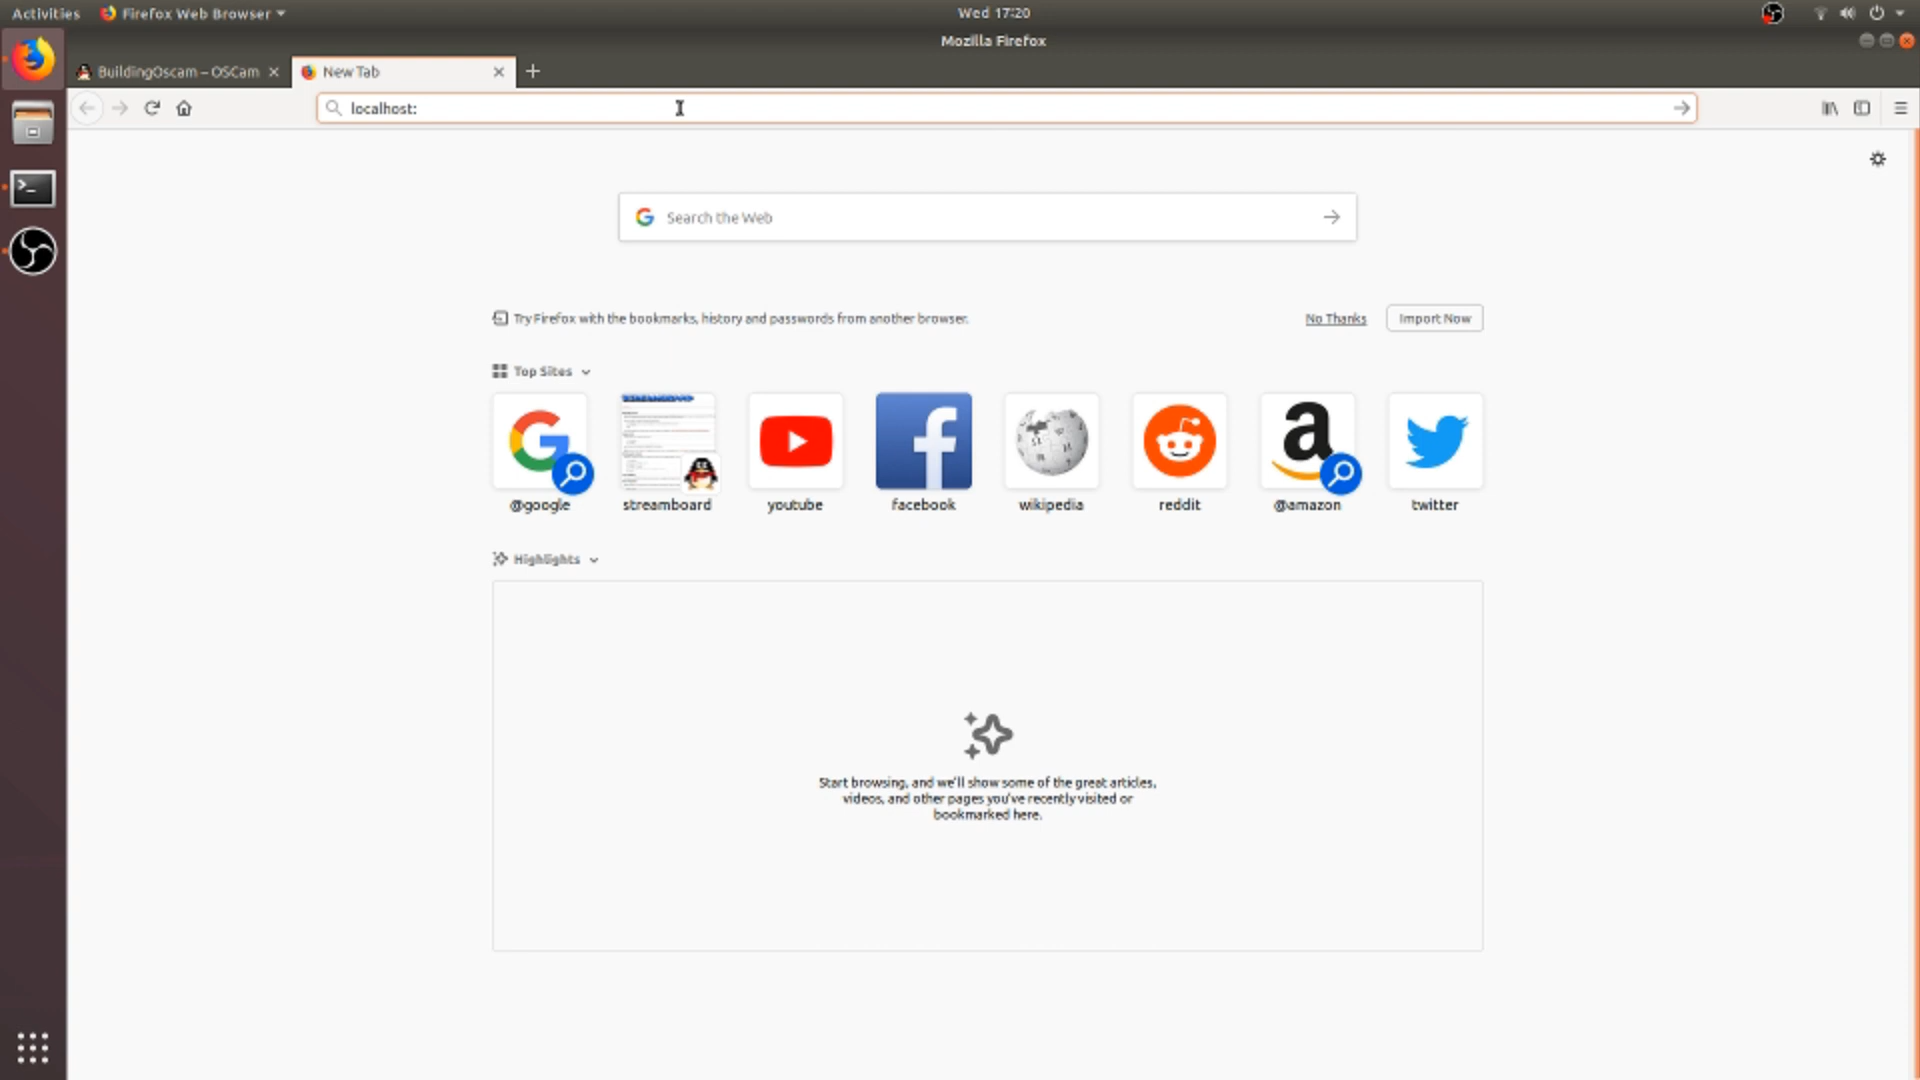 Activities
Firefox Web Browser
Wed 17:20
Mozilla Firefox
BuildingOscam – OSCam
New Tab
localhost:
Search the Web
Try Firefox with the bookmarks, history and passwords from another browser.
No Thanks
Import Now
Top Sites
@google
streamboard
youtube
facebook
wikipedia
reddit
@amazon
twitter
Highlights
Start browsing, and we'll show some of the great articles,
videos, and other pages you've recently visited or
bookmarked here.